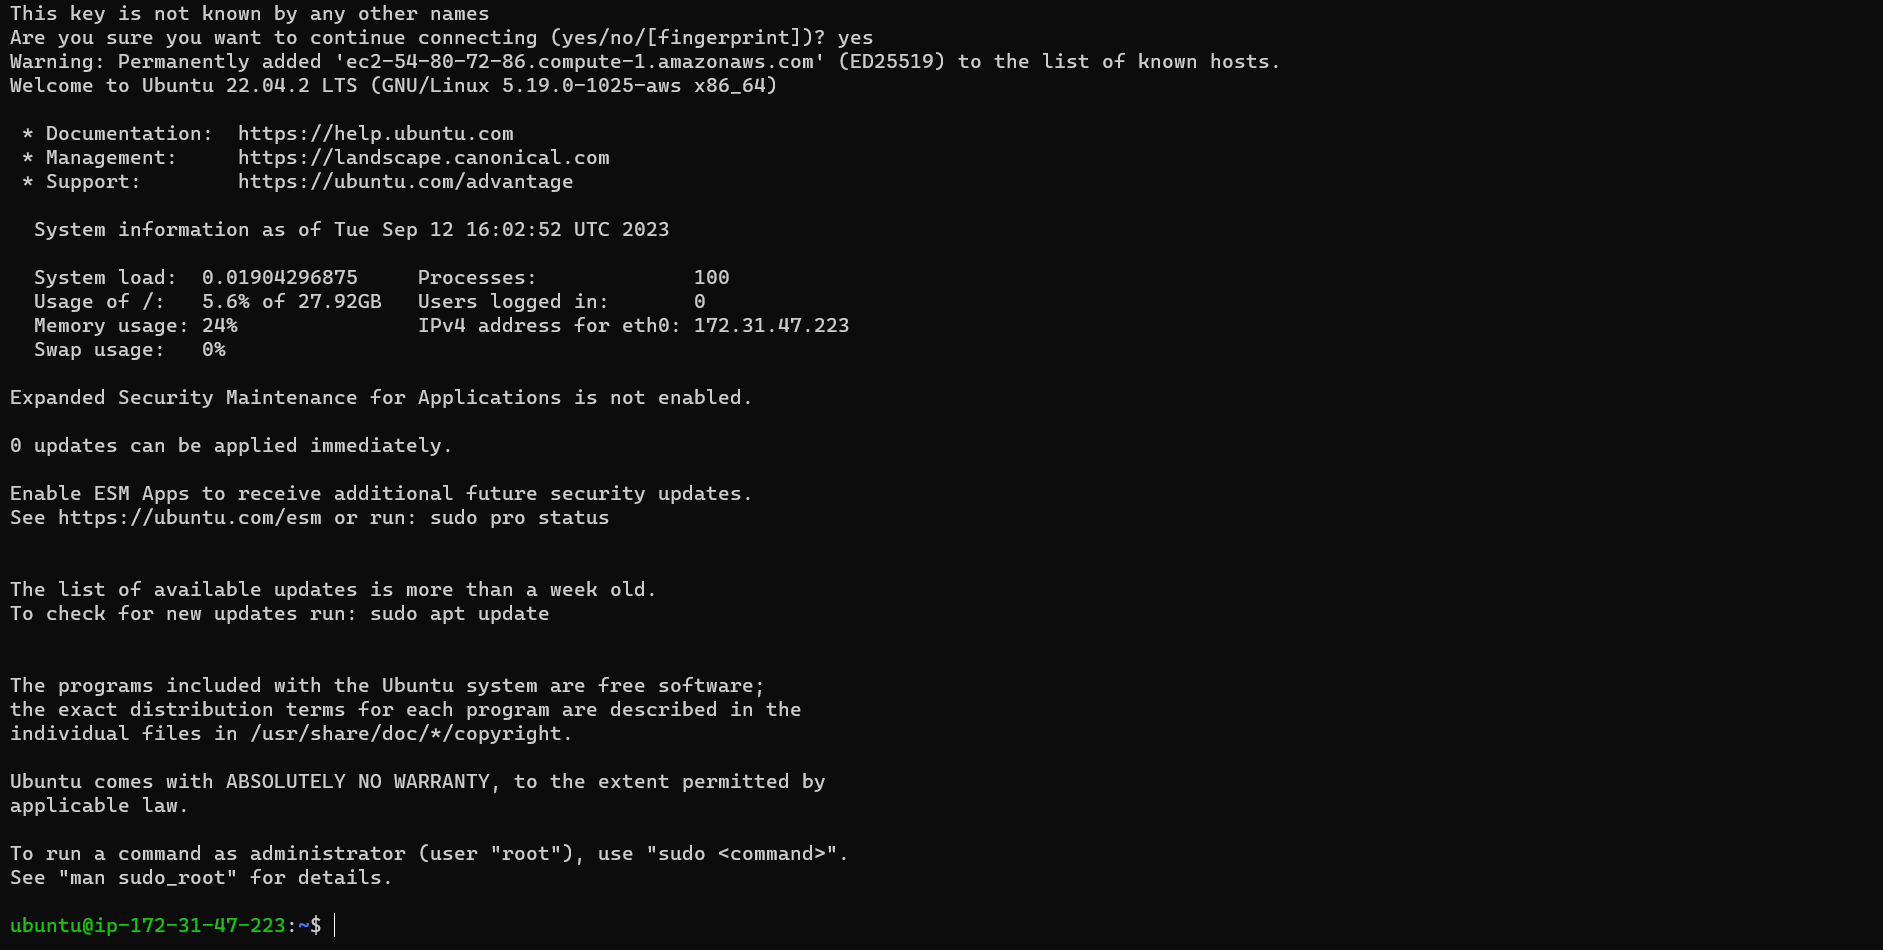 This key is not known by any other names
Are you sure you want to continue connecting (yes/no/[fingerprint])? yes
Warning: Permanently added 'ec2-54-80-72-86.compute-1.amazonaws.com' (ED25519) to the list of known hosts.
Welcome to Ubuntu 22.04.2 LTS (GNU/Linux 5.19.0-1025-aws x86_64)

 * Documentation:  https://help.ubuntu.com
 * Management:     https://landscape.canonical.com
 * Support:        https://ubuntu.com/advantage

  System information as of Tue Sep 12 16:02:52 UTC 2023

  System load:  0.01904296875     Processes:             100
  Usage of /:   5.6% of 27.92GB   Users logged in:       0
  Memory usage: 24%               IPv4 address for eth0: 172.31.47.223
  Swap usage:   0%

Expanded Security Maintenance for Applications is not enabled.

0 updates can be applied immediately.

Enable ESM Apps to receive additional future security updates.
See https://ubuntu.com/esm or run: sudo pro status


The list of available updates is more than a week old.
To check for new updates run: sudo apt update


The programs included with the Ubuntu system are free software;
the exact distribution terms for each program are described in the
individual files in /usr/share/doc/*/copyright.

Ubuntu comes with ABSOLUTELY NO WARRANTY, to the extent permitted by
applicable law.

To run a command as administrator (user "root"), use "sudo <command>".
See "man sudo_root" for details.

ubuntu@ip-172-31-47-223:~$